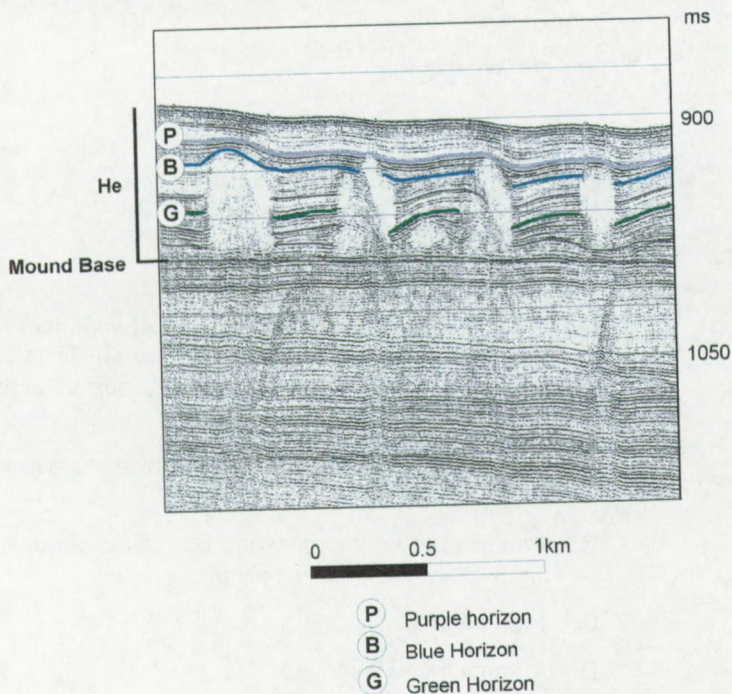 ms
900
P
B
He
G
Mound Base
1050
0 0.5 1km
P Purple horizon
B Blue Horizon
G Green Horizon